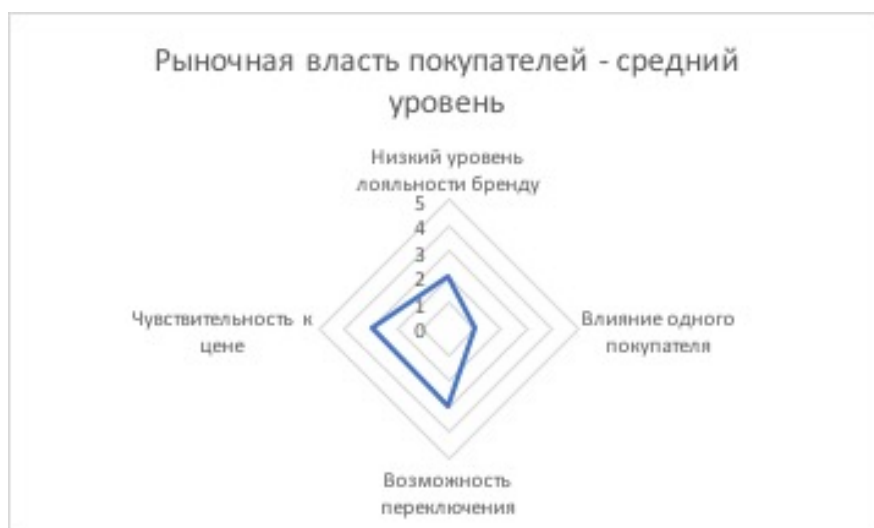 Рыночная власть покупателей - средний
уровень
Низкий уровень
лояльности бренду
5
4
3
2
1
0
Чувствительность к
цене
Влияние одного
покупателя
Возможность
переключения